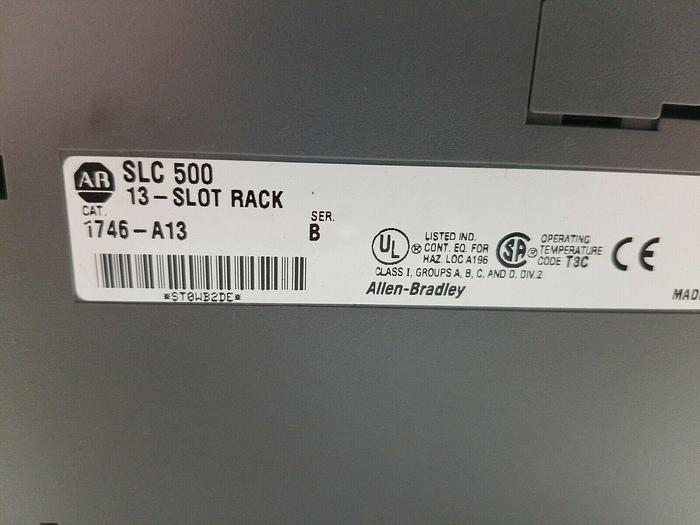 AB SLC 500
13-SLOT RACK
CAT.
1746-A13
SER.
B
*ST0WB2DE*
UL
LISTED IND.
CONT. EQ. FOR
HAZ. LOC A196
CLASS I, GROUPS A, B, C, AND D, DIV.2
Allen-Bradley
SA
OPERATING
TEMPERATURE
CODE T3C
CE
MAD